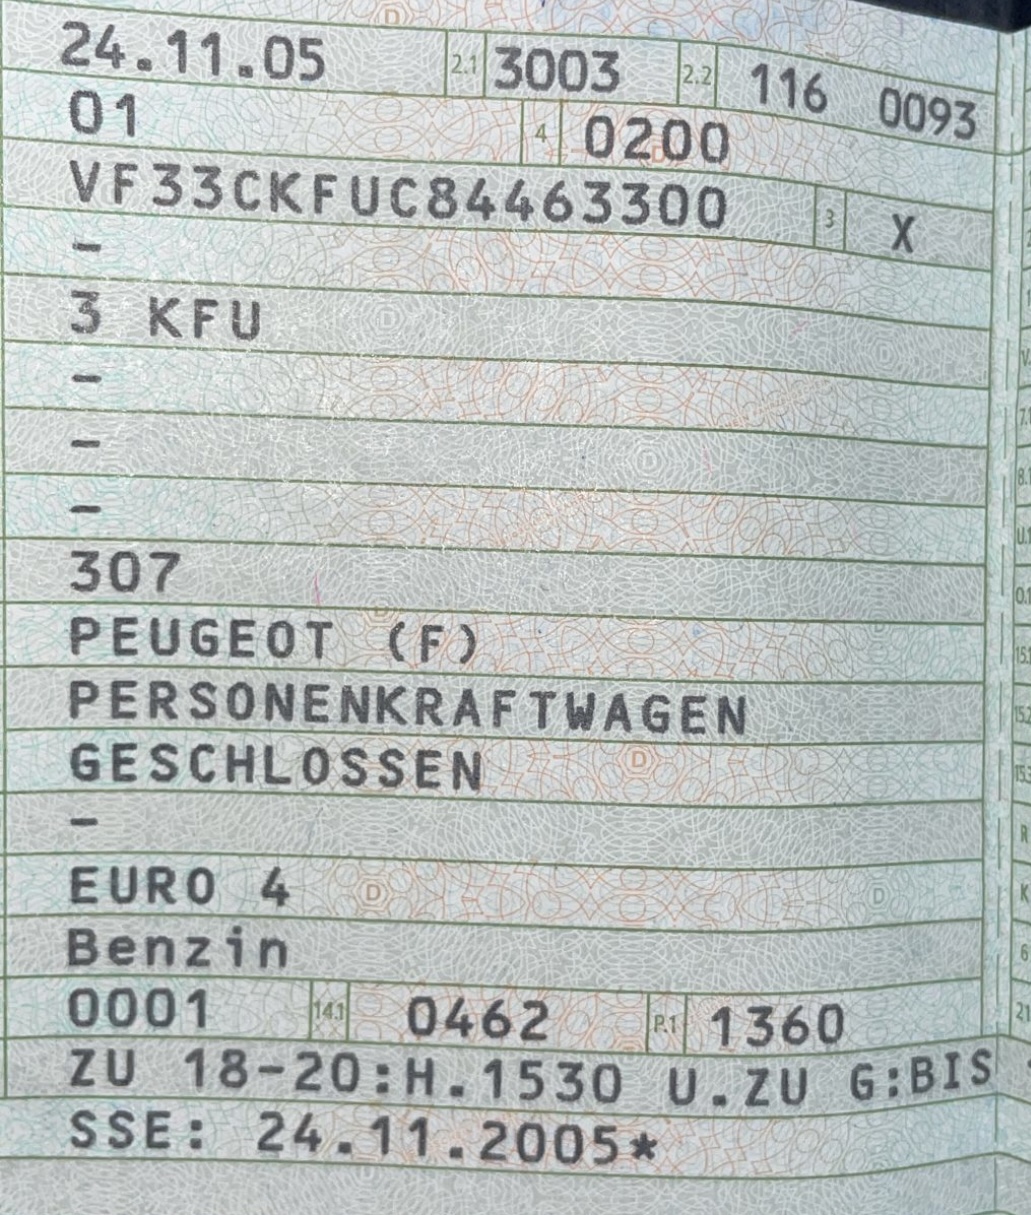 24.11.05 2.1 3003 2.2 116 0093
01 4 0200
VF33CKFUC84463300 3 X
–
3 KFU
–
–
–
307
PEUGEOT (F)
PERSONENKRAFTWAGEN
GESCHLOSSEN
–
EURO 4
Benzin
0001 14.1 0462 P.1 1360
ZU 18-20:H.1530 U.ZU G:BIS
SSE: 24.11.2005*